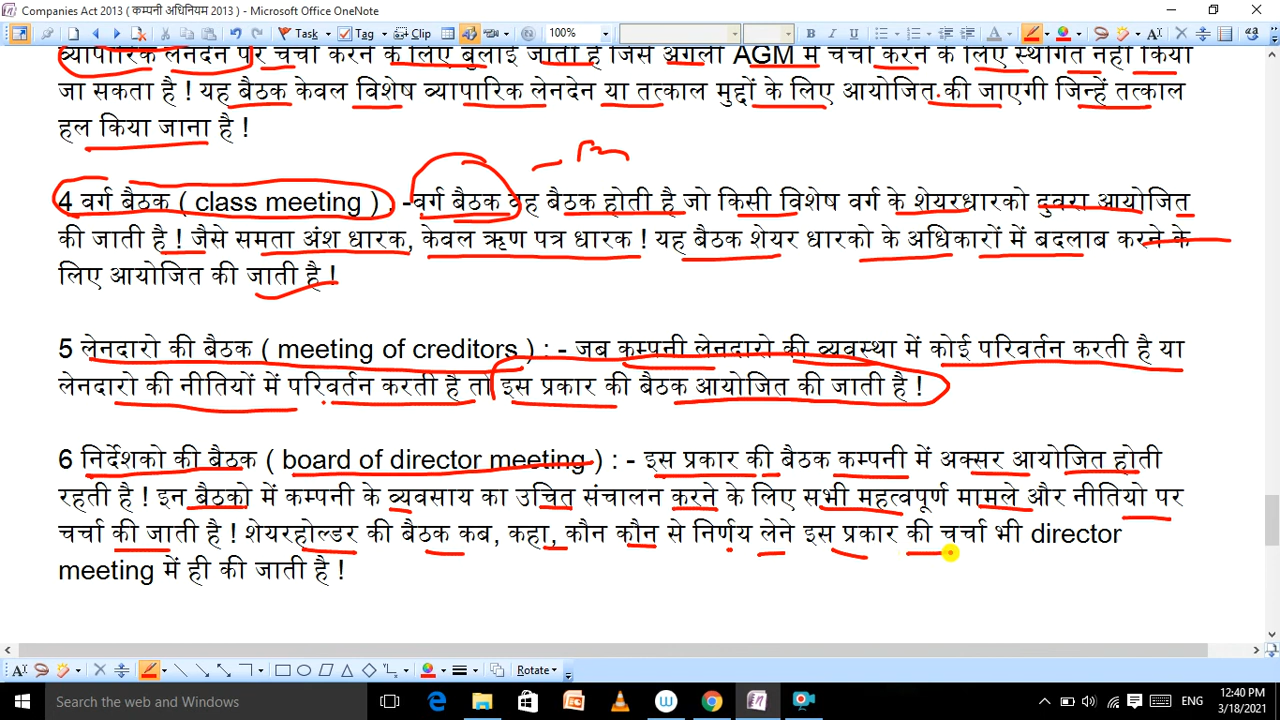 Companies Act 2013 ( कम्पनी अधिनियम 2013 ) - Microsoft Office OneNote
Task Tag Clip 100%
व्यापारिक लेनदेन पर चर्चा करने के लिए बुलाई जाती है जिसे अगली AGM में चर्चा करने के लिए स्थगित नहीं किया
जा सकता है ! यह बैठक केवल विशेष व्यापारिक लेनदेन या तत्काल मुद्दों के लिए आयोजित की जाएगी जिन्हें तत्काल
हल किया जाना है !
4 वर्ग बैठक ( class meeting ) . -वर्ग बैठक वह बैठक होती है जो किसी विशेष वर्ग के शेयरधारको दुवरा आयोजित
की जाती है ! जैसे समता अंश धारक, केवल ऋण पत्र धारक ! यह बैठक शेयर धारको के अधिकारों में बदलाब करने के
लिए आयोजित की जाती है !
5 लेनदारो की बैठक ( meeting of creditors ) : - जब कम्पनी लेनदारो की व्यवस्था में कोई परिवर्तन करती है या
लेनदारो की नीतियों में परिवर्तन करती है तो इस प्रकार की बैठक आयोजित की जाती है !
6 निर्देशको की बैठक ( board of director meeting ) : - इस प्रकार की बैठक कम्पनी में अक्सर आयोजित होती
रहती है ! इन बैठको में कम्पनी के व्यवसाय का उचित संचालन करने के लिए सभी महत्वपूर्ण मामले और नीतियो पर
चर्चा की जाती है ! शेयरहोल्डर की बैठक कब, कहा, कौन कौन से निर्णय लेने इस प्रकार की चर्चा भी director
meeting में ही की जाती है !
Rotate
Search the web and Windows
ENG
12:40 PM
3/18/2021